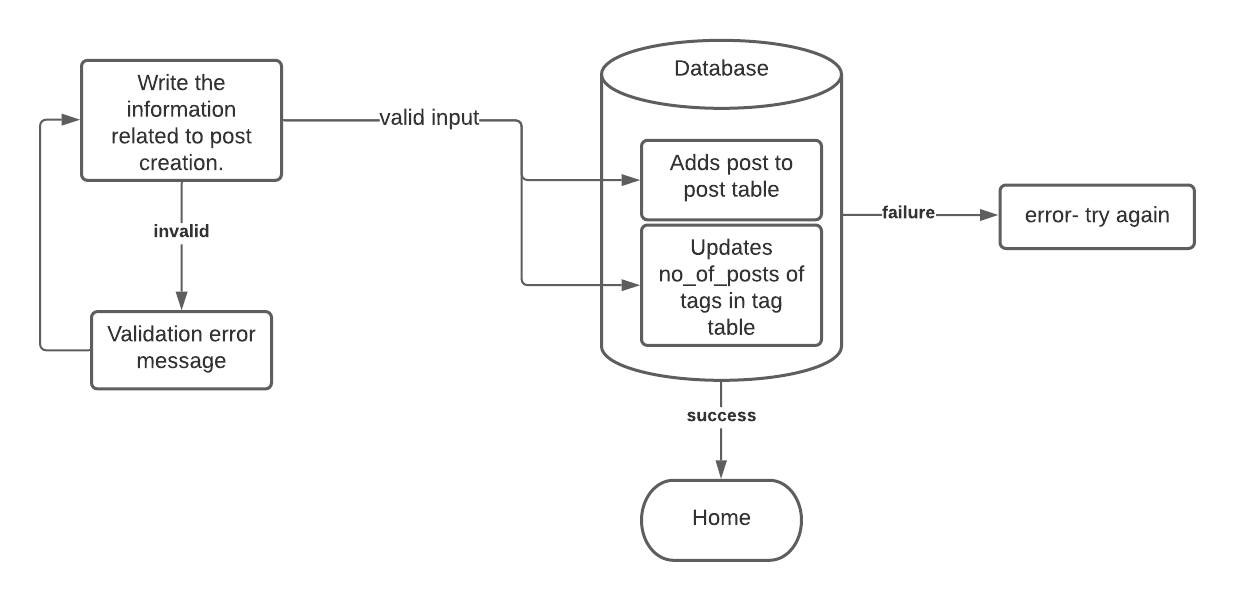 Write the
information
related to post
creation.
invalid
Validation error
message
valid input
Database
Adds post to
post table
Updates
no_of_posts of
tags in tag
table
failure
error- try again
success
Home